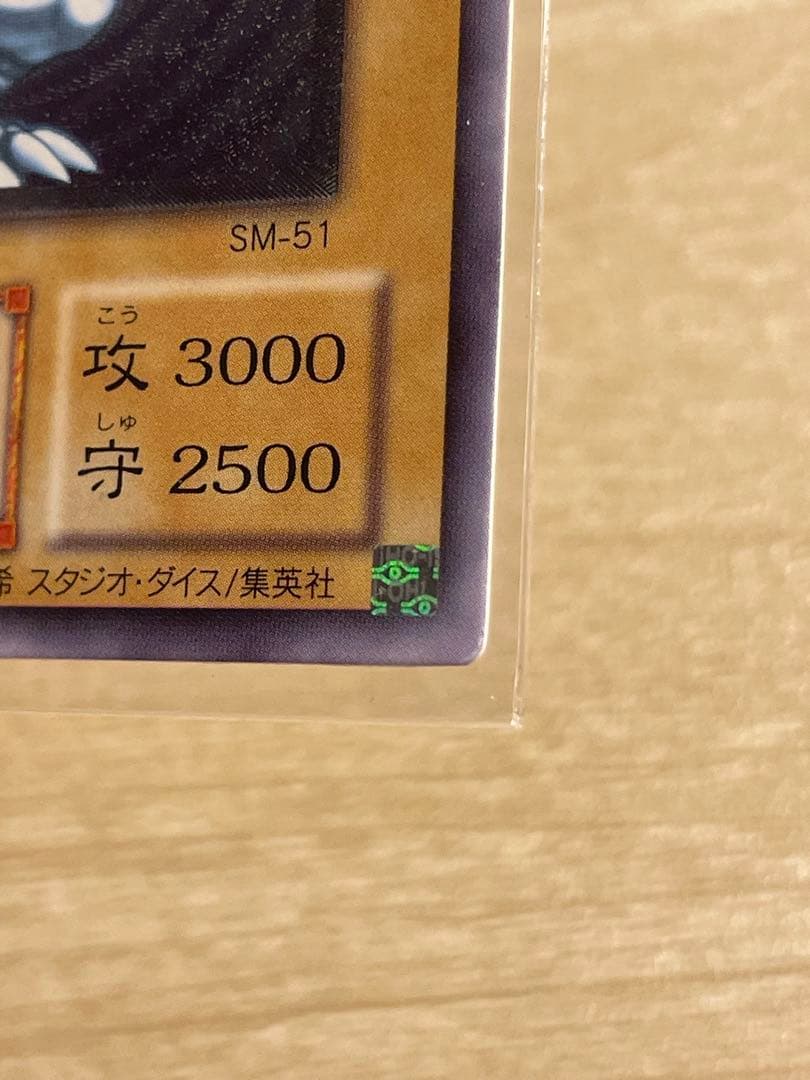 SM-51
こう
攻 3000
しゅ
守 2500
希 スタジオ・ダイス/集英社